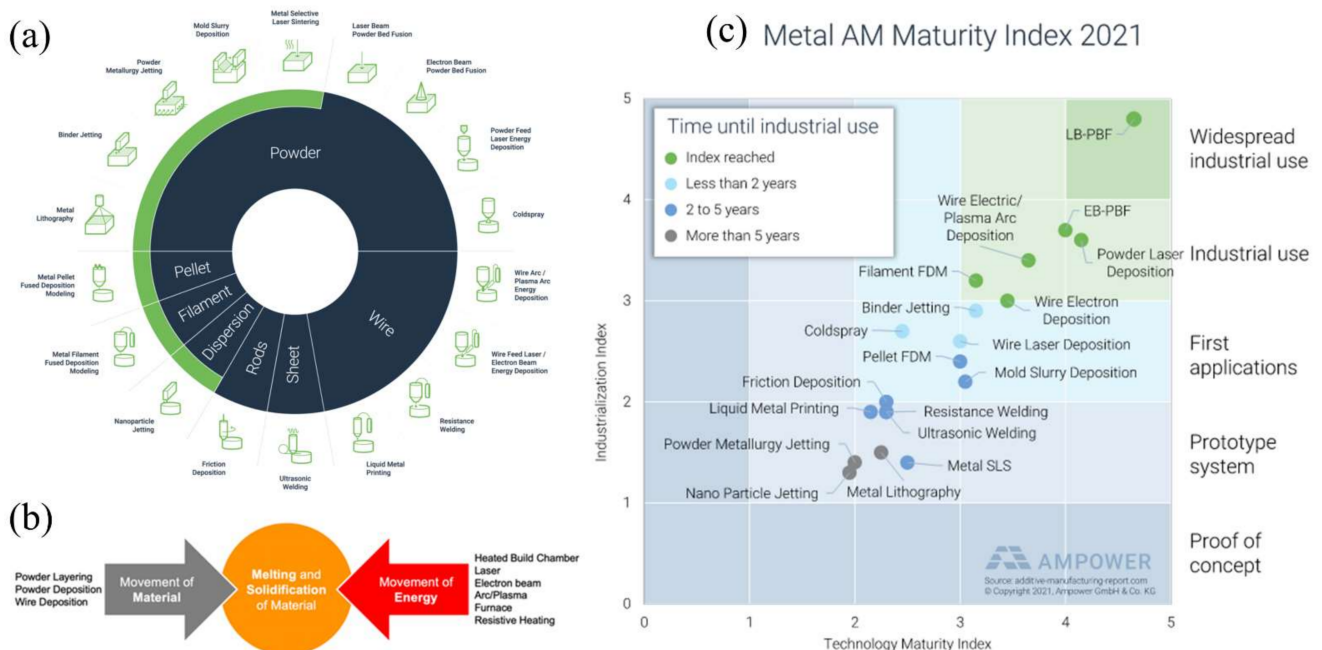 (a)
Metal Selective
Laser Sintering
Laser Beam
Powder Bed Fusion
Mold Slurry
Deposition
Electron Beam
Powder Bed Fusion
Powder
Metallurgy Jetting
Powder Feed
Laser Energy
Deposition
Binder Jetting
Coldspray
Metal
Lithography
Wire Arc /
Plasma Arc
Energy
Deposition
Metal Pellet
Fused Deposition
Modeling
Wire Feed Laser /
Electron Beam
Energy Deposition
Metal Filament
Fused Deposition
Modeling
Resistance
Welding
Nanoparticle
Jetting
Liquid Metal
Printing
Friction
Deposition
Ultrasonic
Welding
Powder
Pellet
Filament
Dispersion
Rods
Sheet
Wire
(b)
Powder Layering
Powder Deposition
Wire Deposition
Movement of
Material
Melting and
Solidification
of Material
Movement of
Energy
Heated Build Chamber
Laser
Electron beam
Arc/Plasma
Furnace
Resistive Heating
(c) Metal AM Maturity Index 2021
Time until industrial use
Index reached
Less than 2 years
2 to 5 years
More than 5 years
LB-PBF
Wire Electric/
Plasma Arc
Deposition
EB-PBF
Powder Laser
Deposition
Filament FDM
Wire Electron
Deposition
Binder Jetting
Coldspray
Wire Laser Deposition
Pellet FDM
Mold Slurry Deposition
Friction Deposition
Liquid Metal Printing
Resistance Welding
Ultrasonic Welding
Powder Metallurgy Jetting
Metal SLS
Nano Particle Jetting
Metal Lithography
Widespread
industrial use
Industrial use
First
applications
Prototype
system
Proof of
concept
AMPOWER
Source: additive-manufacturing-report.com
© Copyright 2021, Ampower GmbH & Co. KG
Industrialization Index
5
4
3
2
1
0
0 1 2 3 4 5
Technology Maturity Index